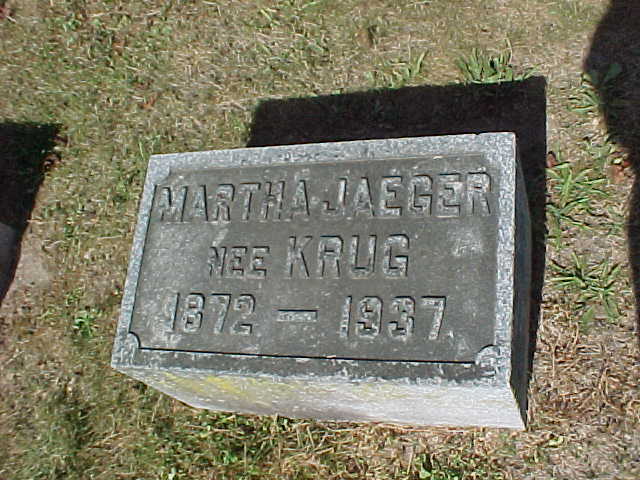 MARTHA JAEGER
NEE KRUG
1872 — 1937